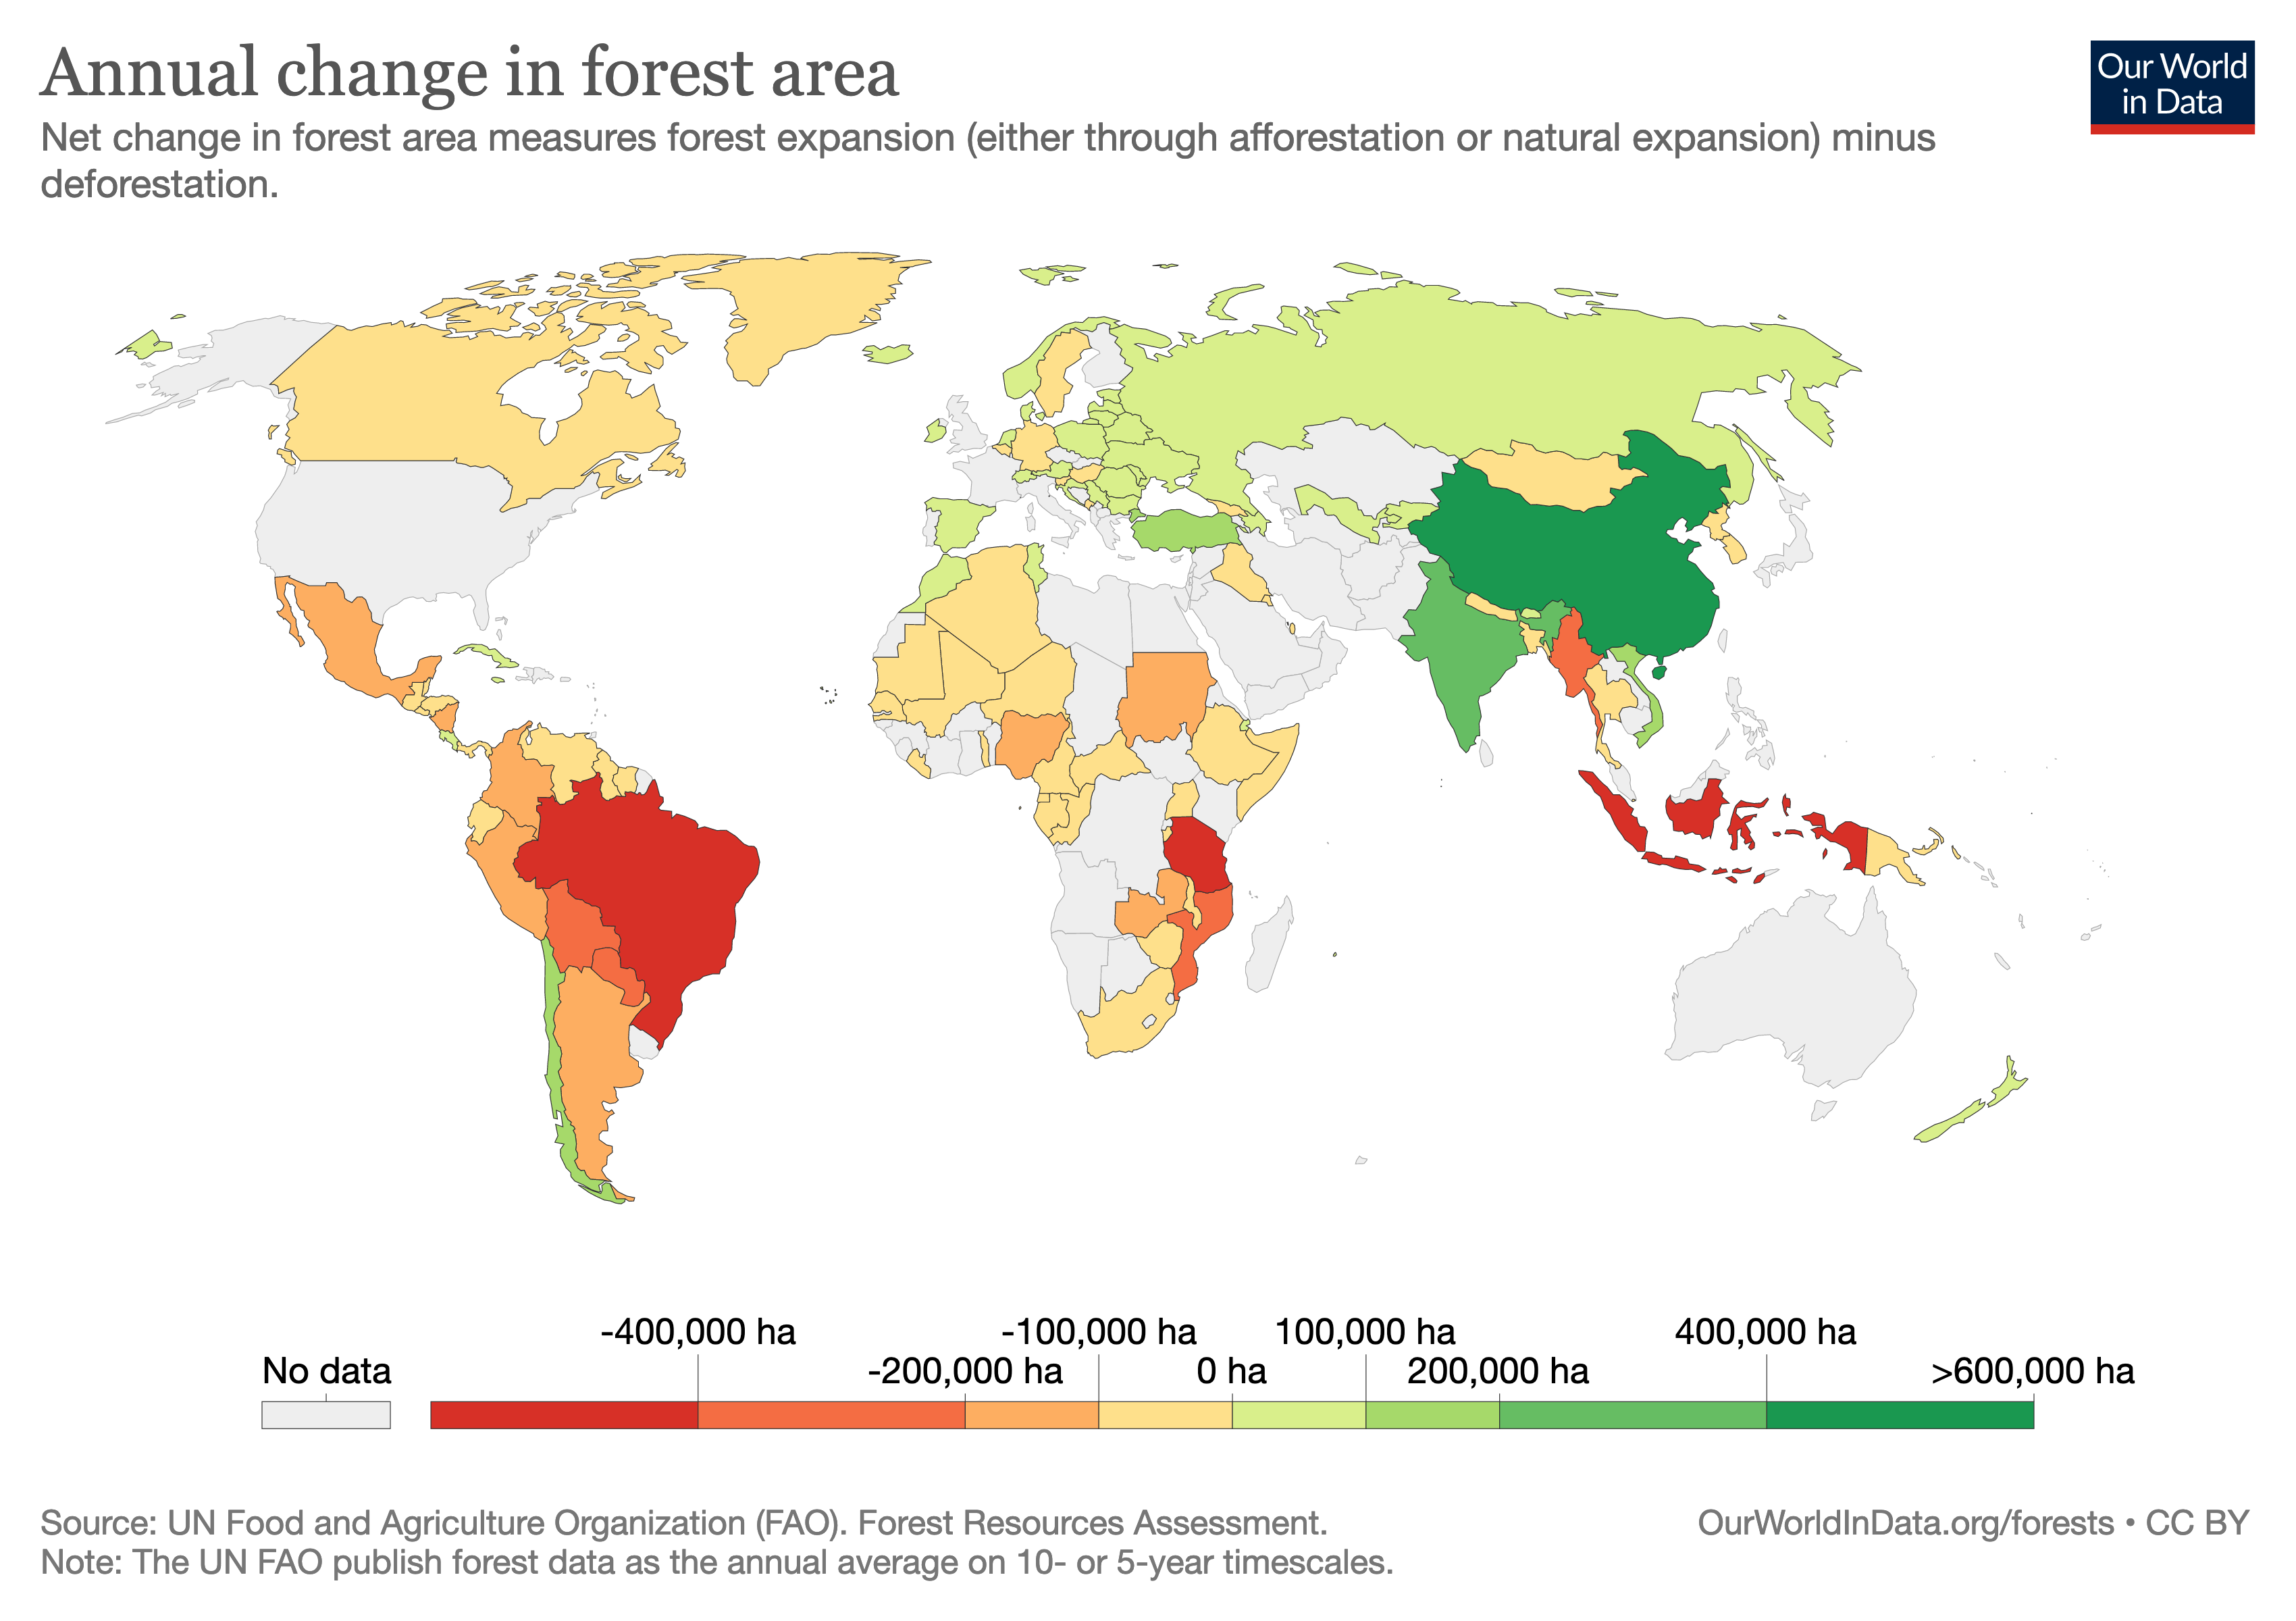 Annual change in forest area
Our World
in Data
Net change in forest area measures forest expansion (either through afforestation or natural expansion) minus
deforestation.
-400,000 ha
-100,000 ha
100,000 ha
400,000 ha
No data
-200,000 ha
0 ha
200,000 ha
>600,000 ha
Source: UN Food and Agriculture Organization (FAO). Forest Resources Assessment.
OurWorldInData.org/forests • CC BY
Note: The UN FAO publish forest data as the annual average on 10- or 5-year timescales.